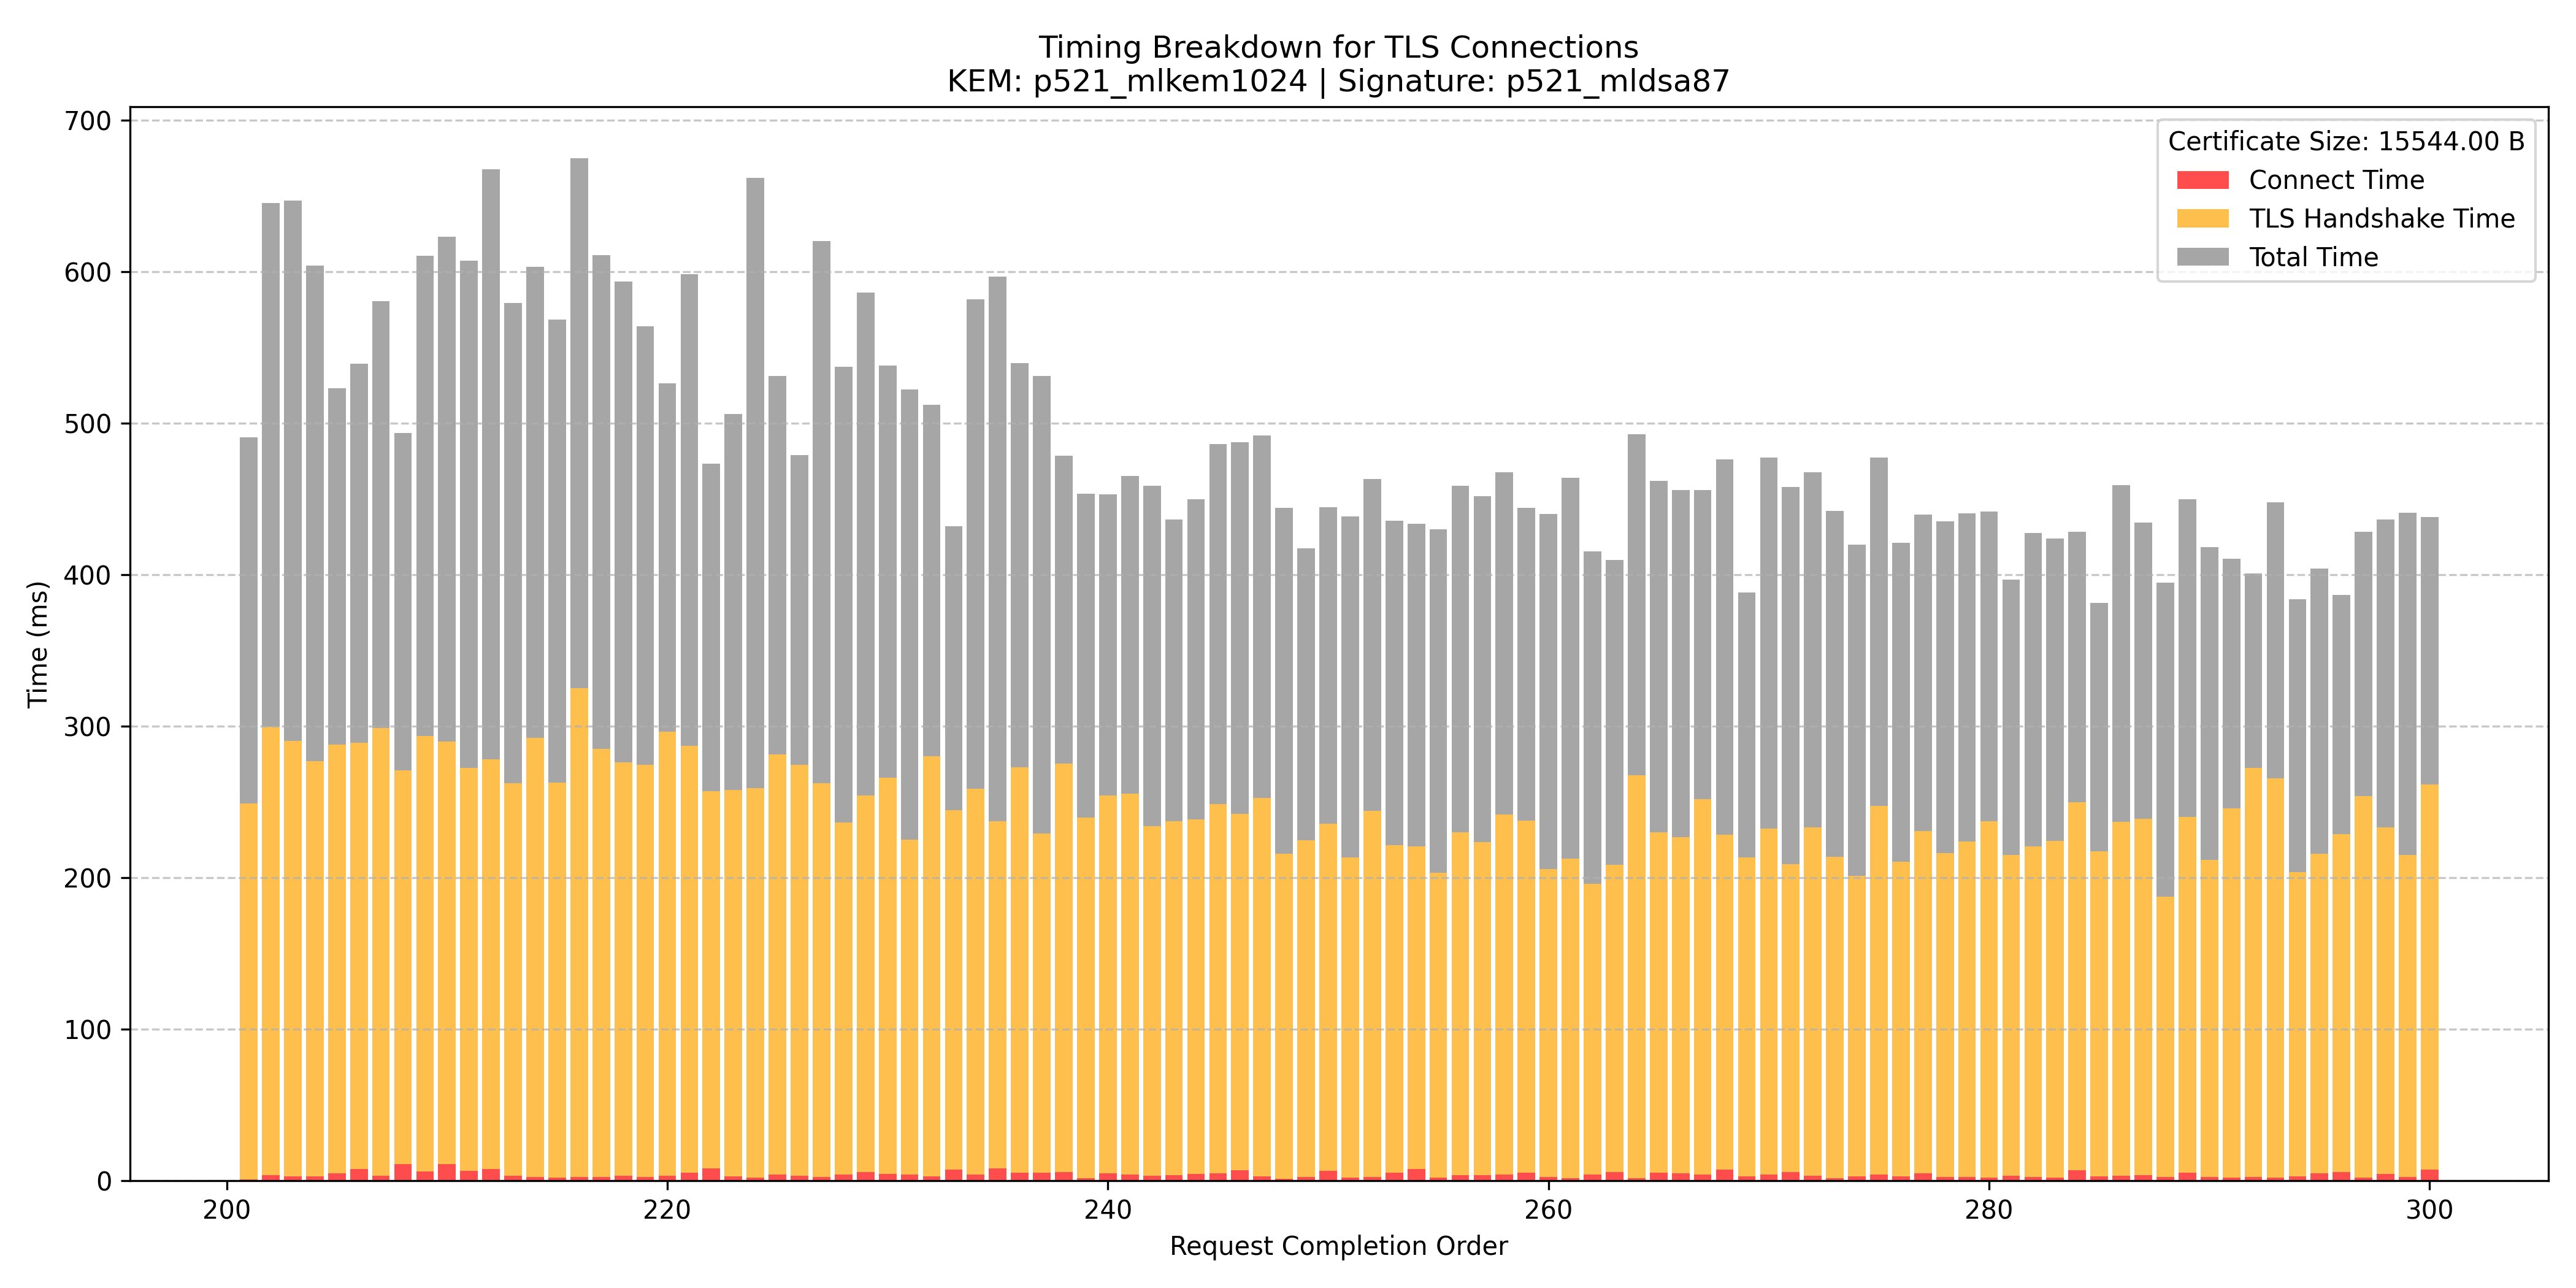 Timing Breakdown for TLS Connections
KEM: p521_mlkem1024 | Signature: p521_mldsa87
Certificate Size: 15544.00 B
Connect Time
TLS Handshake Time
Total Time
Time (ms)
700
600
500
400
300
200
100
0
200 220 240 260 280 300
Request Completion Order